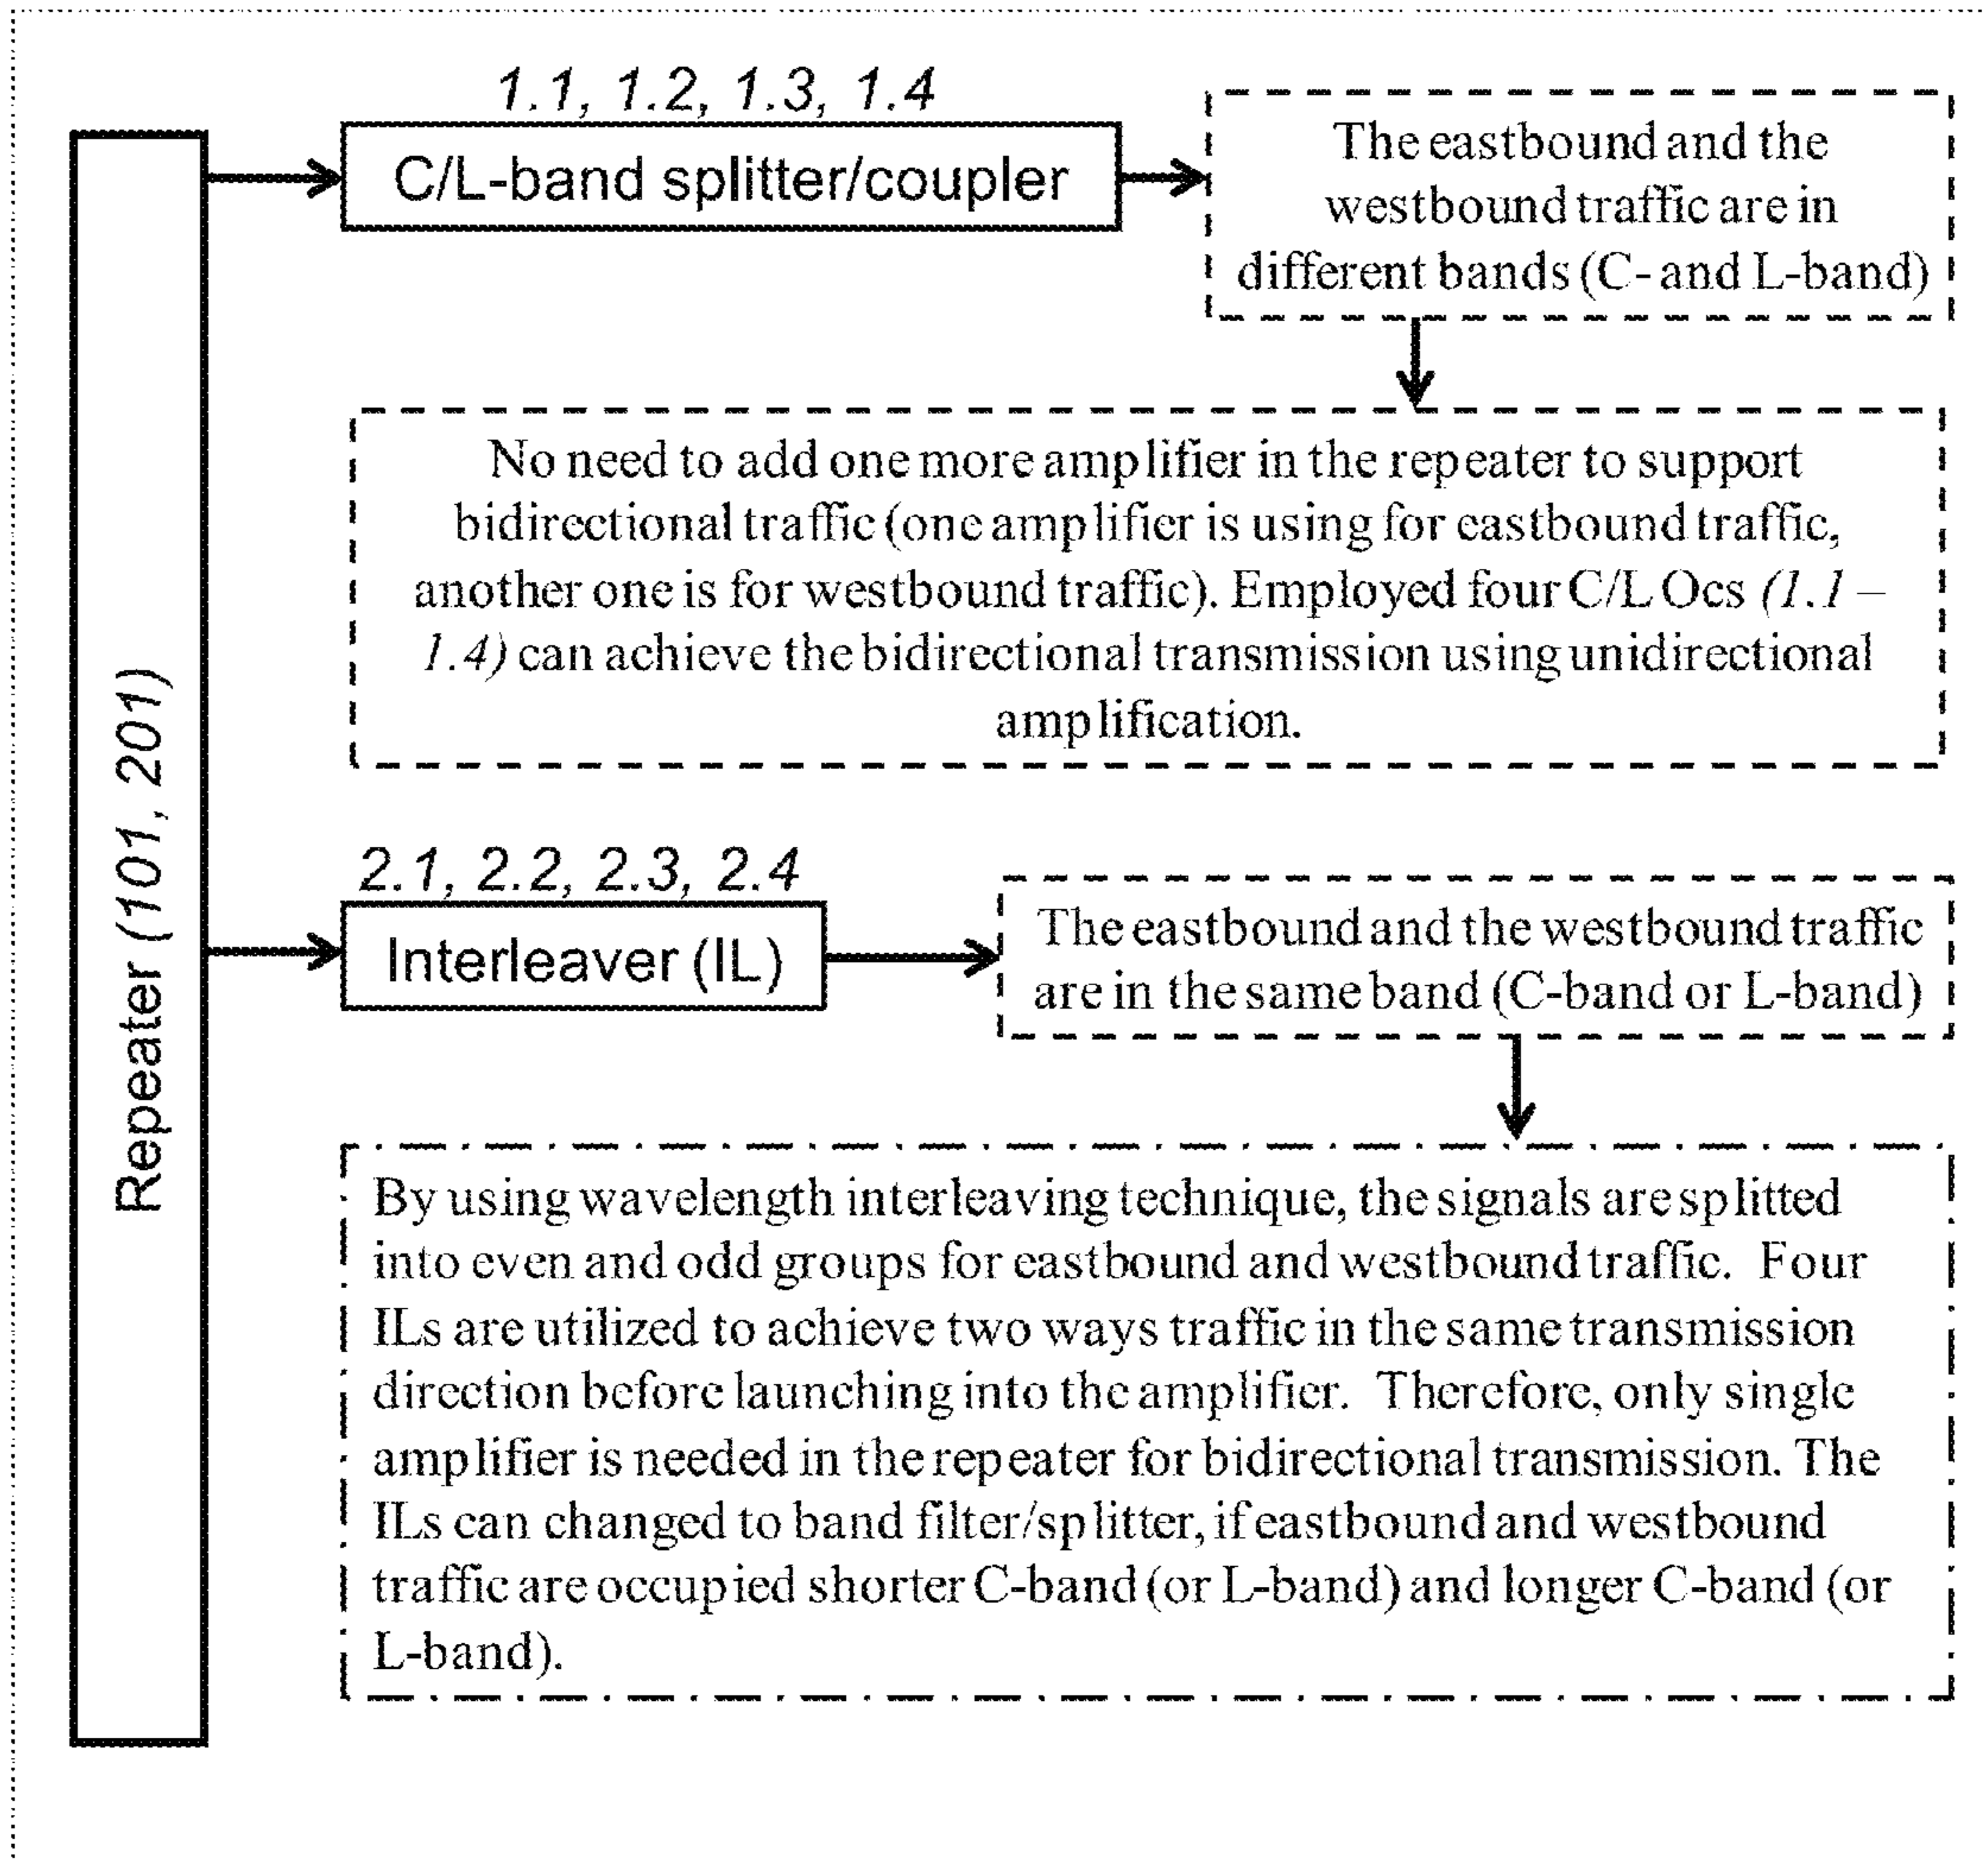 1.1, 1.2, 1.3, 1.4
C/L-band splitter/coupler
The eastbound and the
westbound traffic are in
different bands (C- and L-band)
No need to add one more amplifier in the repeater to support
bidirectional traffic (one amplifier is using for eastbound traffic,
another one is for westbound traffic). Employed four C/L Ocs (1.1 –
1.4) can achieve the bidirectional transmission using unidirectional
amplification.
Repeater (101, 201)
2.1, 2.2, 2.3, 2.4
Interleaver (IL)
The eastbound and the westbound traffic
are in the same band (C-band or L-band)
By using wavelength interleaving technique, the signals are splitted
into even and odd groups for eastbound and westbound traffic. Four
ILs are utilized to achieve two ways traffic in the same transmission
direction before launching into the amplifier. Therefore, only single
amplifier is needed in the repeater for bidirectional transmission. The
ILs can changed to band filter/splitter, if eastbound and westbound
traffic are occupied shorter C-band (or L-band) and longer C-band (or
L-band).